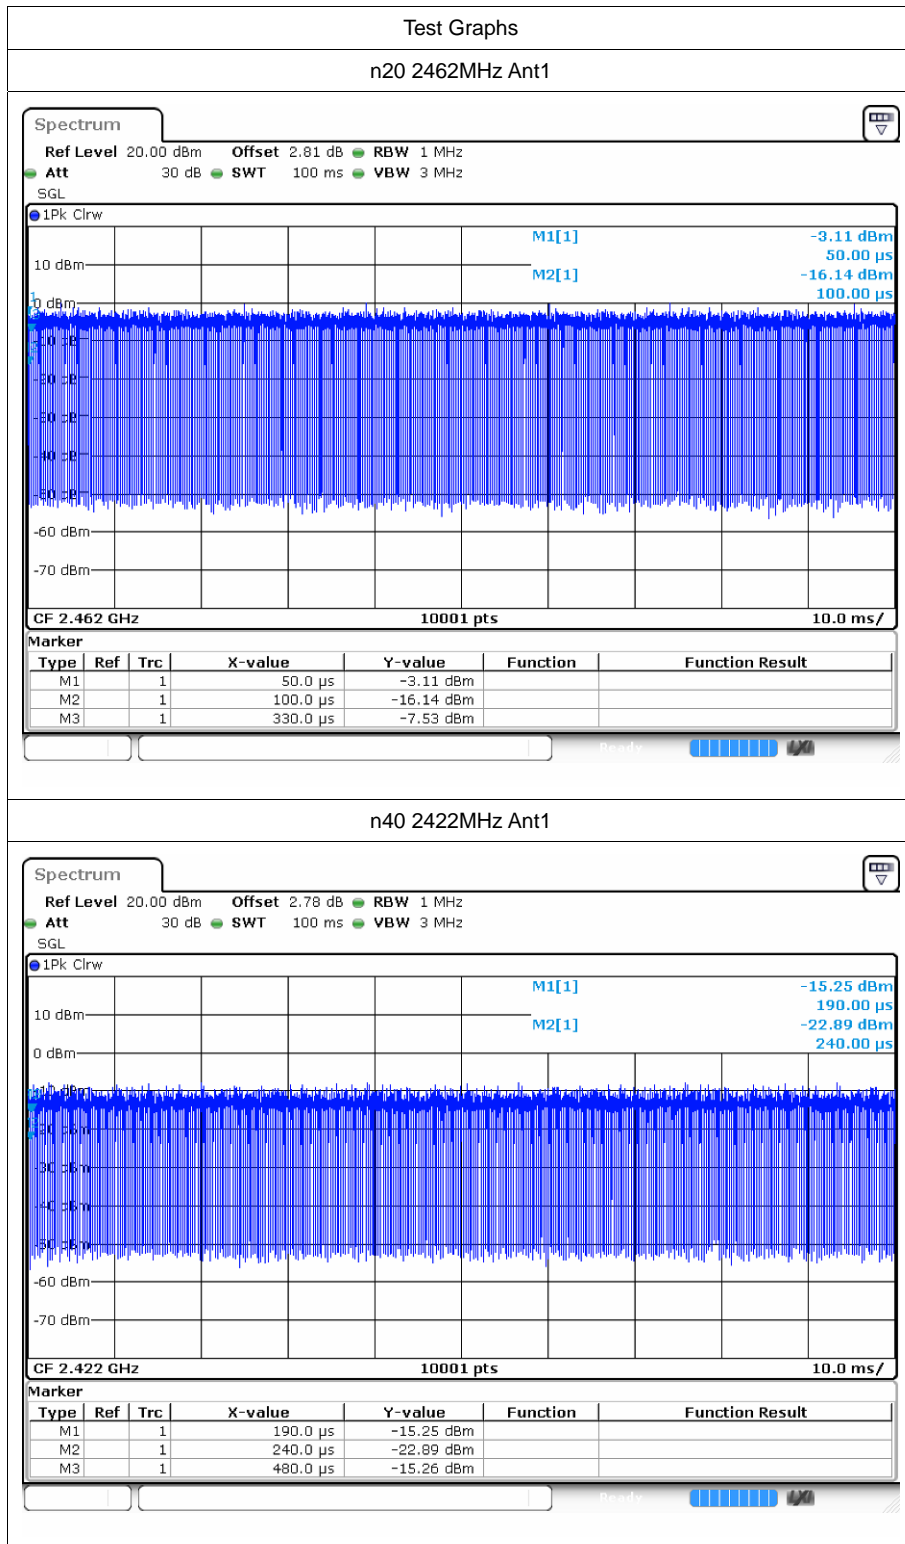 Test Graphs
n20 2462MHz Ant1
Spectrum
Ref Level 20.00 dBm Offset 2.81 dB RBW 1 MHz
Att 30 dB SWT 100 ms VBW 3 MHz
SGL
1Pk Clrw
M1[1] -3.11 dBm
50.00 µs
10 dBm
M2[1] -16.14 dBm
100.00 µs
0 dBm
-60 dBm
-70 dBm
CF 2.462 GHz 10001 pts 10.0 ms/
Marker
Type Ref Trc X-value Y-value Function Function Result
M1 1 50.0 µs -3.11 dBm
M2 1 100.0 µs -16.14 dBm
M3 1 330.0 µs -7.53 dBm
Ready LXI
n40 2422MHz Ant1
Spectrum
Ref Level 20.00 dBm Offset 2.78 dB RBW 1 MHz
Att 30 dB SWT 100 ms VBW 3 MHz
SGL
1Pk Clrw
M1[1] -15.25 dBm
190.00 µs
10 dBm
M2[1] -22.89 dBm
240.00 µs
0 dBm
-60 dBm
-70 dBm
CF 2.422 GHz 10001 pts 10.0 ms/
Marker
Type Ref Trc X-value Y-value Function Function Result
M1 1 190.0 µs -15.25 dBm
M2 1 240.0 µs -22.89 dBm
M3 1 480.0 µs -15.26 dBm
Ready LXI